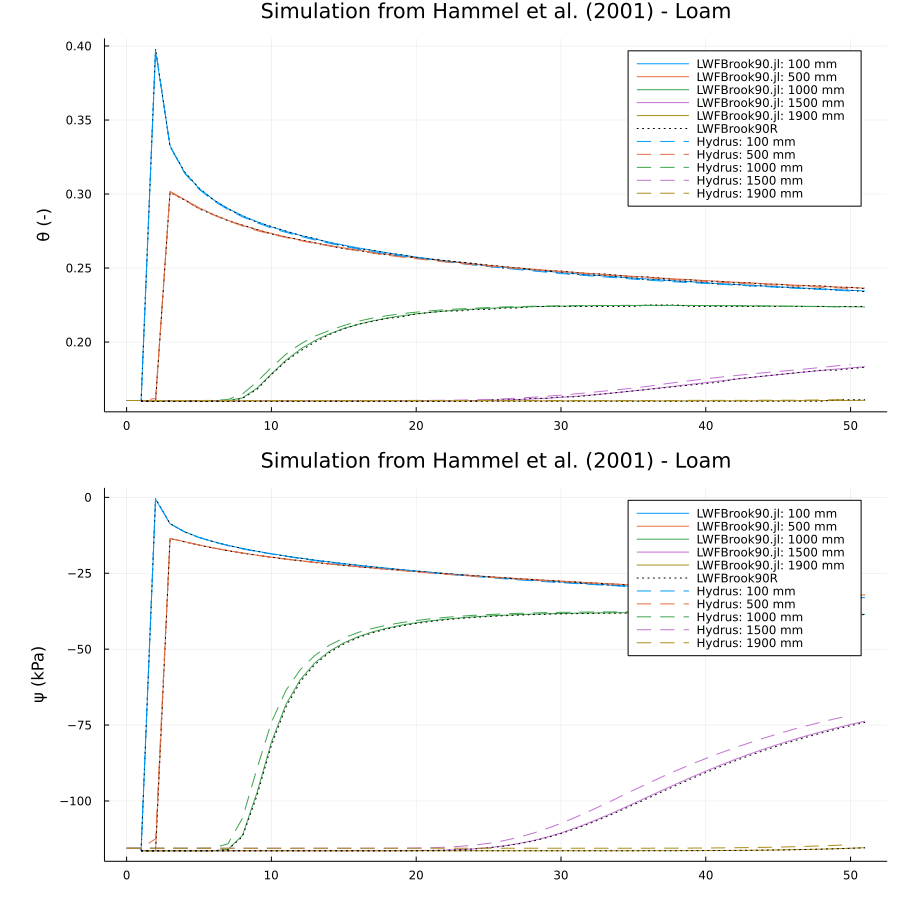 Simulation from Hammel et al. (2001) - Loam
θ (-)
0.40
0.35
0.30
0.25
0.20
LWFBrook90.jl: 100 mm
LWFBrook90.jl: 500 mm
LWFBrook90.jl: 1000 mm
LWFBrook90.jl: 1500 mm
LWFBrook90.jl: 1900 mm
LWFBrook90R
Hydrus: 100 mm
Hydrus: 500 mm
Hydrus: 1000 mm
Hydrus: 1500 mm
Hydrus: 1900 mm
0 10 20 30 40 50
Simulation from Hammel et al. (2001) - Loam
ψ (kPa)
0
−25
−50
−75
−100
LWFBrook90.jl: 100 mm
LWFBrook90.jl: 500 mm
LWFBrook90.jl: 1000 mm
LWFBrook90.jl: 1500 mm
LWFBrook90.jl: 1900 mm
LWFBrook90R
Hydrus: 100 mm
Hydrus: 500 mm
Hydrus: 1000 mm
Hydrus: 1500 mm
Hydrus: 1900 mm
0 10 20 30 40 50